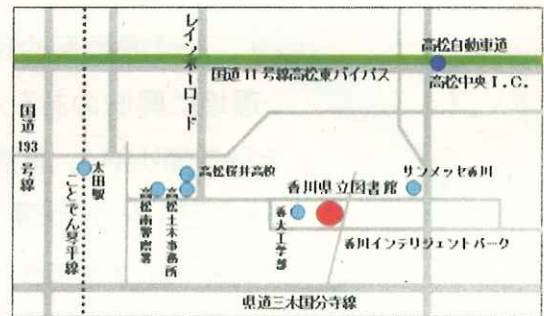 レインボーロード
高松自動車道
国道11号線高松東バイパス
高松中央I.C.
国道193号線
太田駅
ことでん琴平線
高松桜井高校
高松南警察署
高松土木事務所
サンメッセ香川
香川県立図書館
香大工学部
香川インテリジェントパーク
県道三木国分寺線